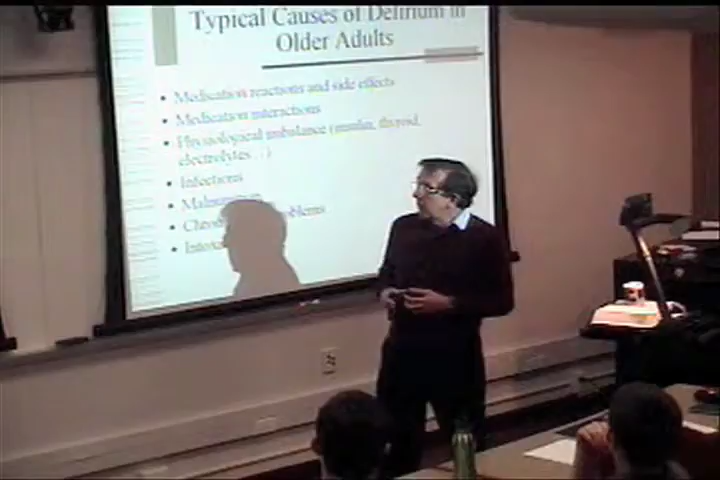 Typical Causes of Delirium in
Older Adults
• Medication reactions and side effects
• Medication interactions
• Physiological imbalance (insulin, thyroid,
electrolytes…)
• Infections
•
• problems
•